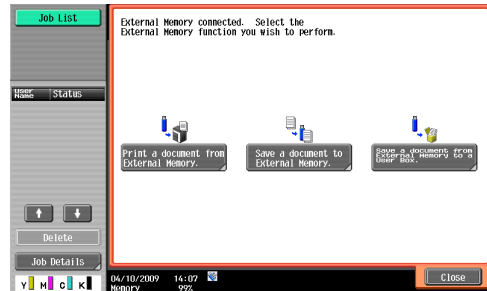 Job List
External Memory connected. Select the
External Memory function you wish to perform.
User
Name
Status
Print a document from
External Memory.
Save a document to
External Memory.
Save a document from
External Memory to a
User Box.
Delete
Job Details
Y M C K
04/10/2009 14:07
Memory 99%
Close